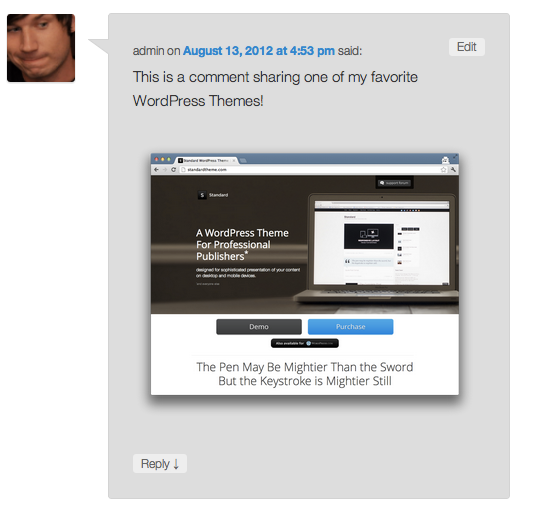 admin on August 13, 2012 at 4:53 pm said:
Edit
This is a comment sharing one of my favorite
WordPress Themes!
Standard WordPress Theme
standardtheme.com
Support Forum
S Standard
A WordPress Theme
For Professional
Publishers*
designed for sophisticated presentation of your content
on desktop and mobile devices.
Demo
Purchase
Also available for
The Pen May Be Mightier Than the Sword
But the Keystroke is Mightier Still
Reply ↓